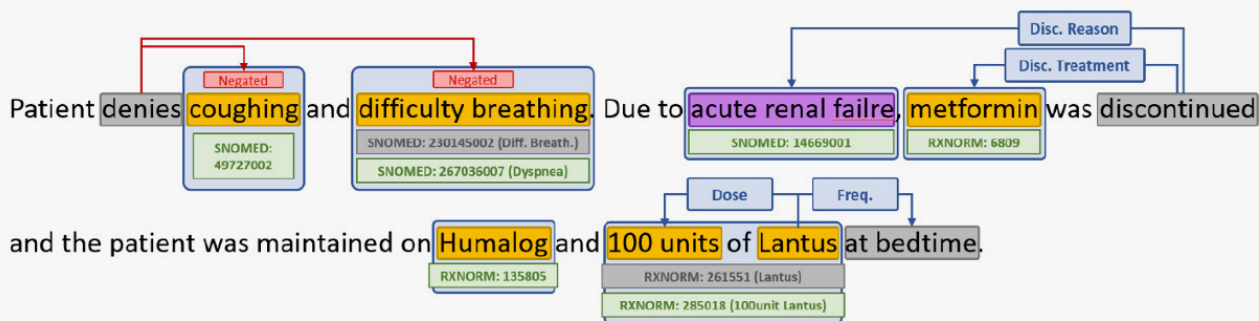 Disc. Reason
Negated Negated Disc. Treatment
Patient denies coughing and difficulty breathing. Due to acute renal failre, metformin was discontinued
SNOMED: 49727002
SNOMED: 230145002 (Diff. Breath.)
SNOMED: 267036007 (Dyspnea)
SNOMED: 14669001
RXNORM: 6809
Dose Freq.
and the patient was maintained on Humalog and 100 units of Lantus at bedtime.
RXNORM: 135805
RXNORM: 261551 (Lantus)
RXNORM: 285018 (100unit Lantus)